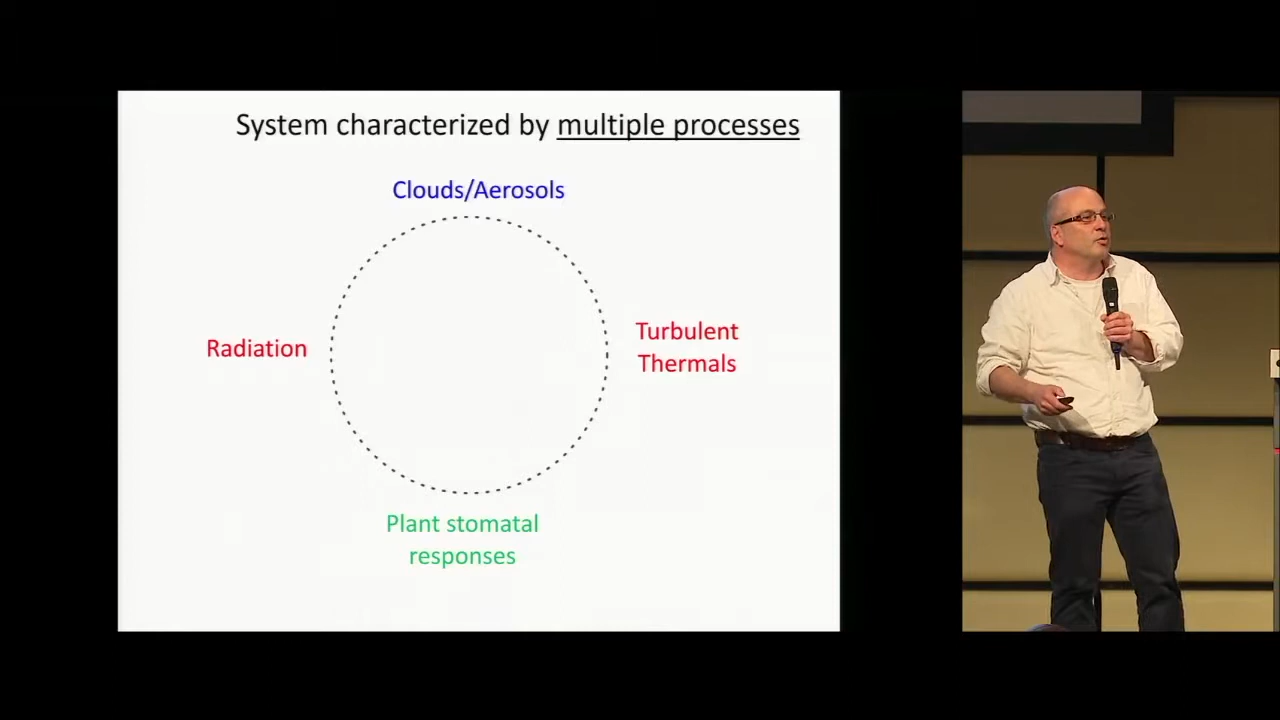 System characterized by multiple processes
Clouds/Aerosols
Radiation
Turbulent
Thermals
Plant stomatal
responses